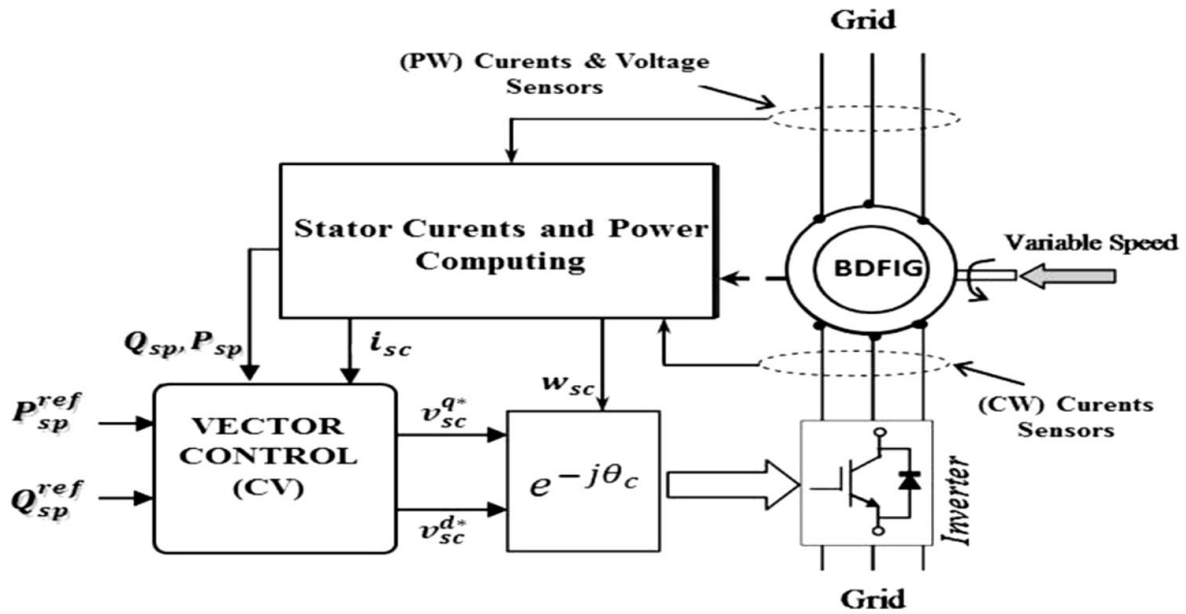 Grid
(PW) Curents & Voltage
Sensors
Stator Curents and Power
Computing
BDFIG
Variable Speed
Q_sp, P_sp
i_sc
w_sc
(CW) Curents
Sensors
P_sp^ref
Q_sp^ref
VECTOR
CONTROL
(CV)
v_sc^q*
v_sc^d*
e^-jθ_c
Inverter
Grid